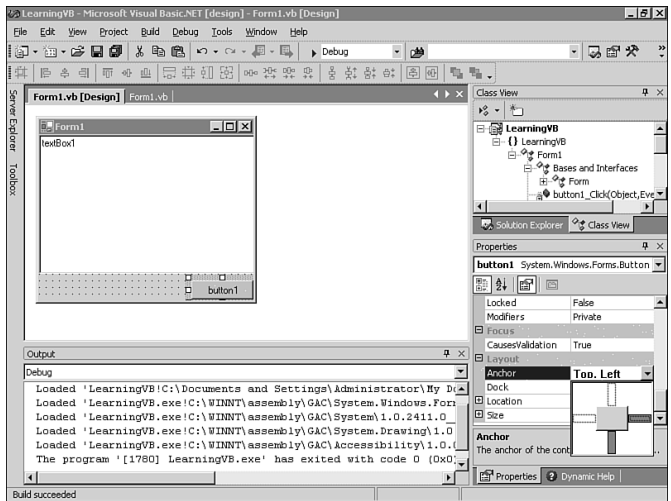 LearningVB - Microsoft Visual Basic.NET [design] - Form1.vb [Design]
File Edit View Project Build Debug Tools Window Help
Debug
Server Explorer
Toolbox
Form1.vb [Design] Form1.vb
Form1
textBox1
button1
Class View
LearningVB
{} LearningVB
Form1
Bases and Interfaces
Form
button1_Click(Object,Eve
Solution Explorer Class View
Properties
button1 System.Windows.Forms.Button
Locked False
Modifiers Private
Focus
CausesValidation True
Layout
Anchor Top, Left
Dock
Location
Size
Anchor
The anchor of the cont
Properties Dynamic Help
Output
Debug
Loaded 'LearningVB!C:\Documents and Settings\Administrator\My Do
Loaded 'LearningVB.exe!C:\WINNT\assembly\GAC\System.Windows.For
Loaded 'LearningVB.exe!C:\WINNT\assembly\GAC\System\1.0.2411.0_
Loaded 'LearningVB.exe!C:\WINNT\assembly\GAC\System.Drawing\1.0
Loaded 'LearningVB.exe!C:\WINNT\assembly\GAC\Accessibility\1.0.
The program '[1780] LearningVB.exe' has exited with code 0 (0x0
Build succeeded